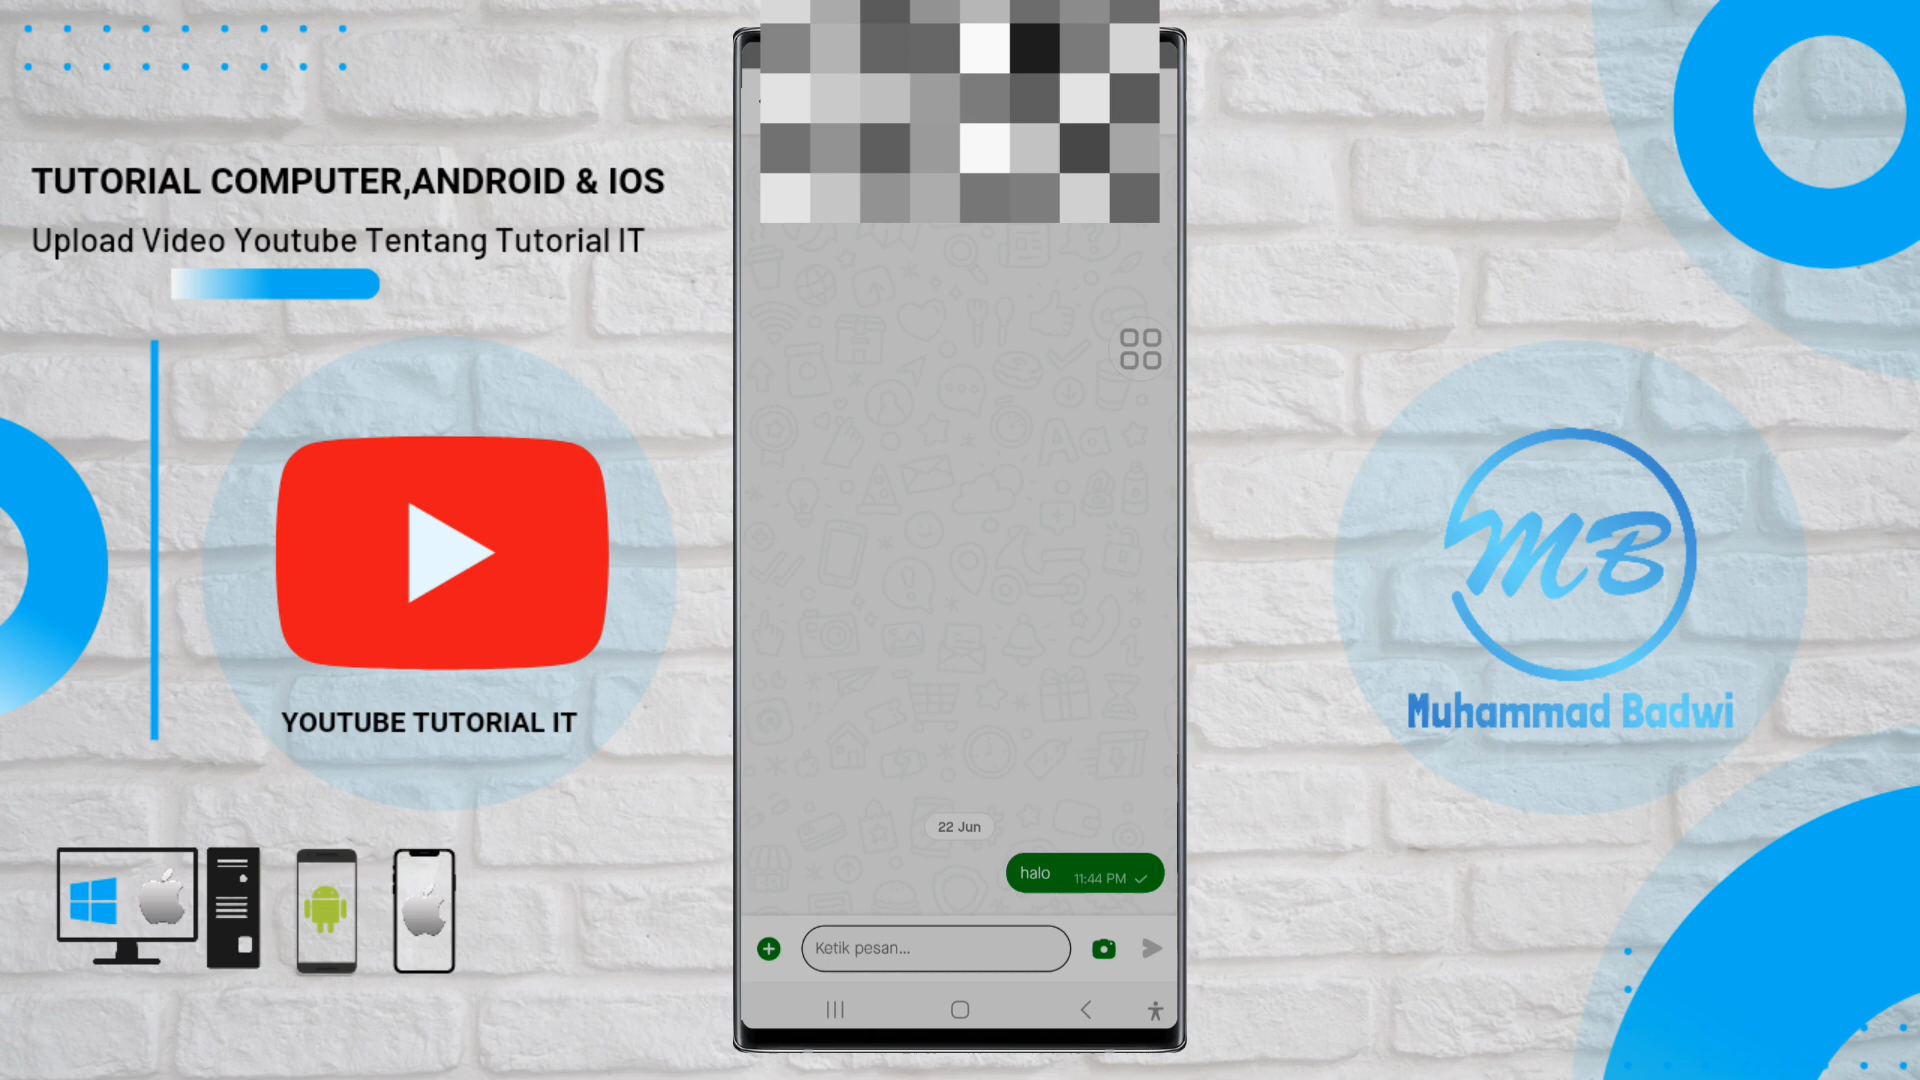 TUTORIAL COMPUTER,ANDROID & IOS
Upload Video Youtube Tentang Tutorial IT
YOUTUBE TUTORIAL IT
22 Jun
halo 11:44 PM
Ketik pesan...
MB
Muhammad Badwi